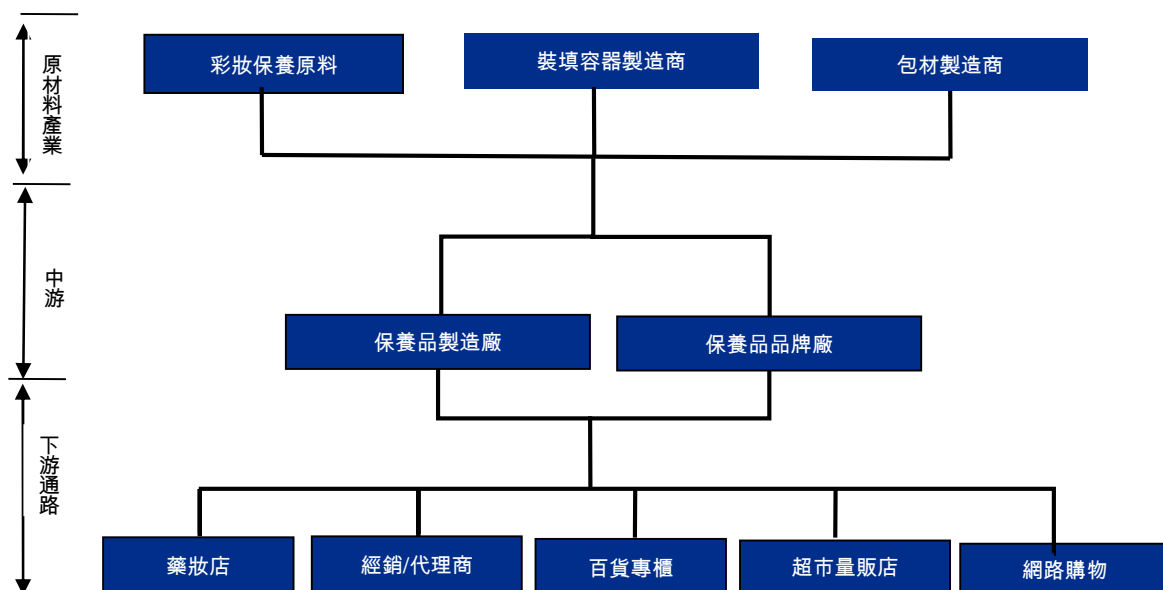 原材料產業
彩妝保養原料
裝填容器製造商
包材製造商
中游
保養品製造廠
保養品品牌廠
下游通路
藥妝店
經銷/代理商
百貨專櫃
超市量販店
網路購物